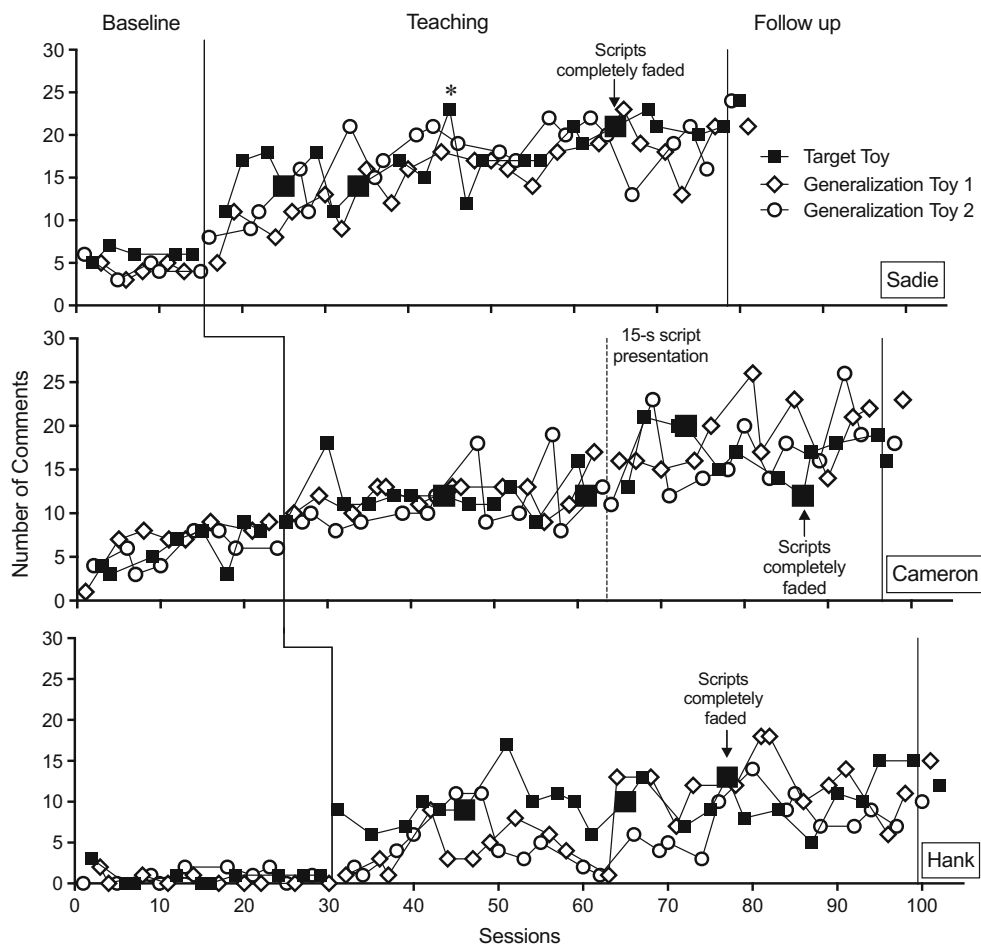 Baseline
Teaching
Follow up
30
25
20
15
10
5
0
*
Scripts
completely faded
Target Toy
Generalization Toy 1
Generalization Toy 2
Sadie
Number of Comments
30
25
20
15
10
5
0
15-s script
presentation
Scripts
completely
faded
Cameron
30
25
20
15
10
5
0
Scripts
completely
faded
Hank
0
10
20
30
40
50
60
70
80
90
100
Sessions